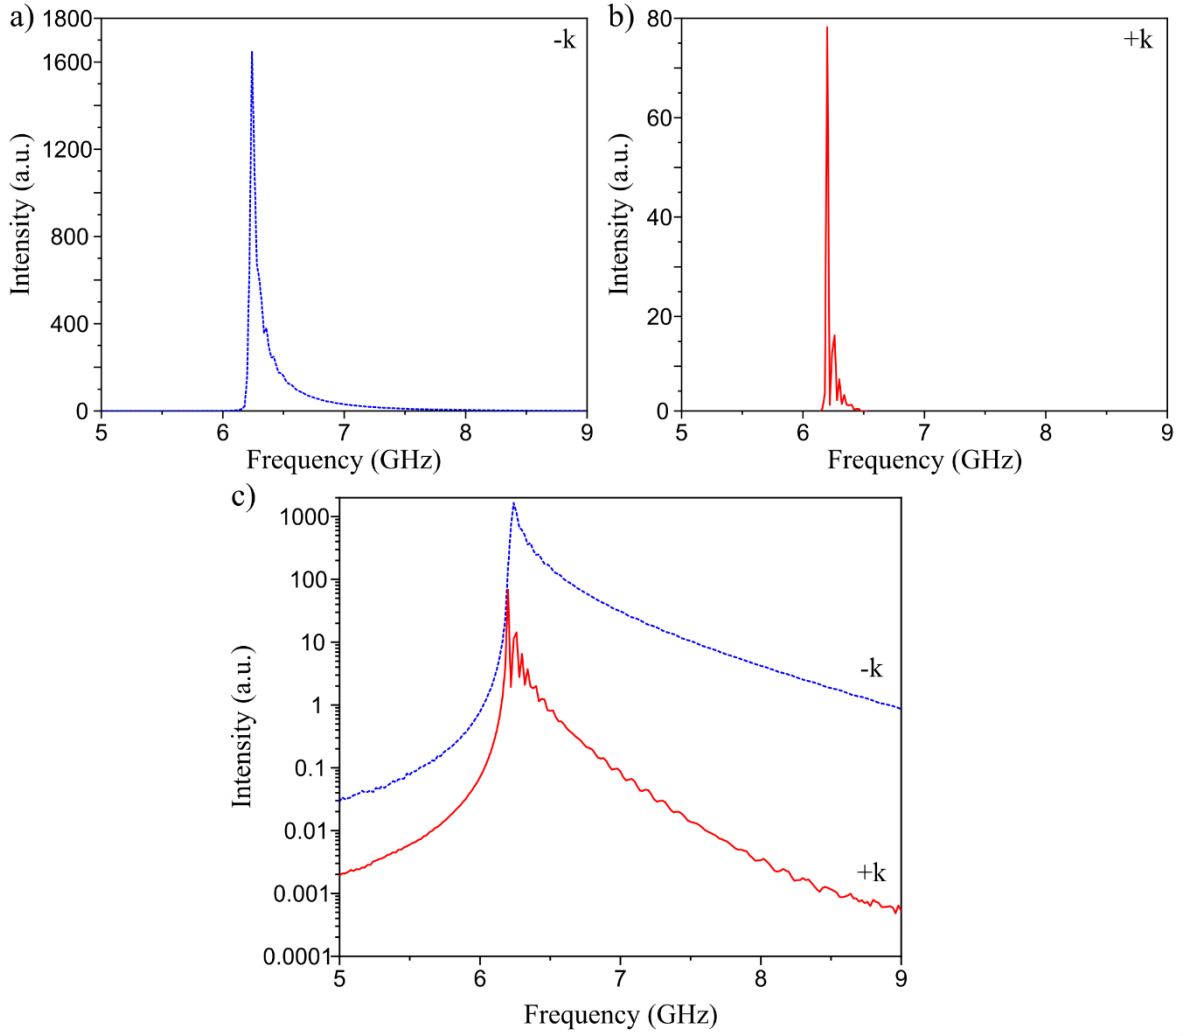 a)
1800
1600
1200
800
400
0
-k
Intensity (a.u.)
5 6 7 8 9
Frequency (GHz)
b)
80
60
40
20
0
+k
Intensity (a.u.)
5 6 7 8 9
Frequency (GHz)
c)
1000
100
10
1
0.1
0.01
0.001
0.0001
-k
+k
Intensity (a.u.)
5 6 7 8 9
Frequency (GHz)